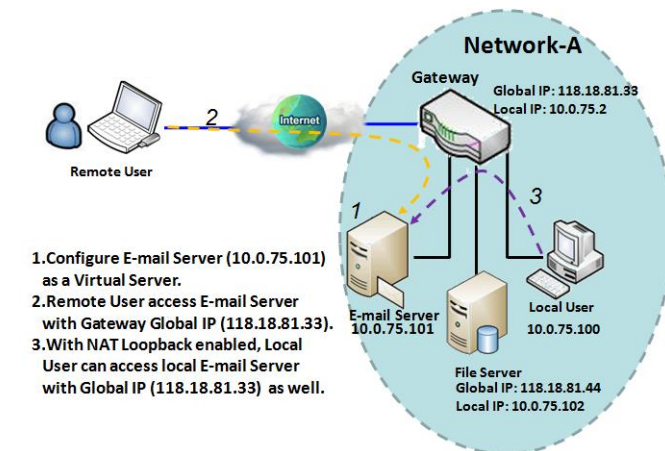 Network-A
Gateway
Global IP: 118.18.81.33
Local IP: 10.0.75.2
2
Internet
Remote User
1
3
1.Configure E-mail Server (10.0.75.101)
as a Virtual Server.
2.Remote User access E-mail Server
with Gateway Global IP (118.18.81.33).
3.With NAT Loopback enabled, Local
User can access local E-mail Server
with Global IP (118.18.81.33) as well.
E-mail Server
10.0.75.101
Local User
10.0.75.100
File Server
Global IP: 118.18.81.44
Local IP: 10.0.75.102